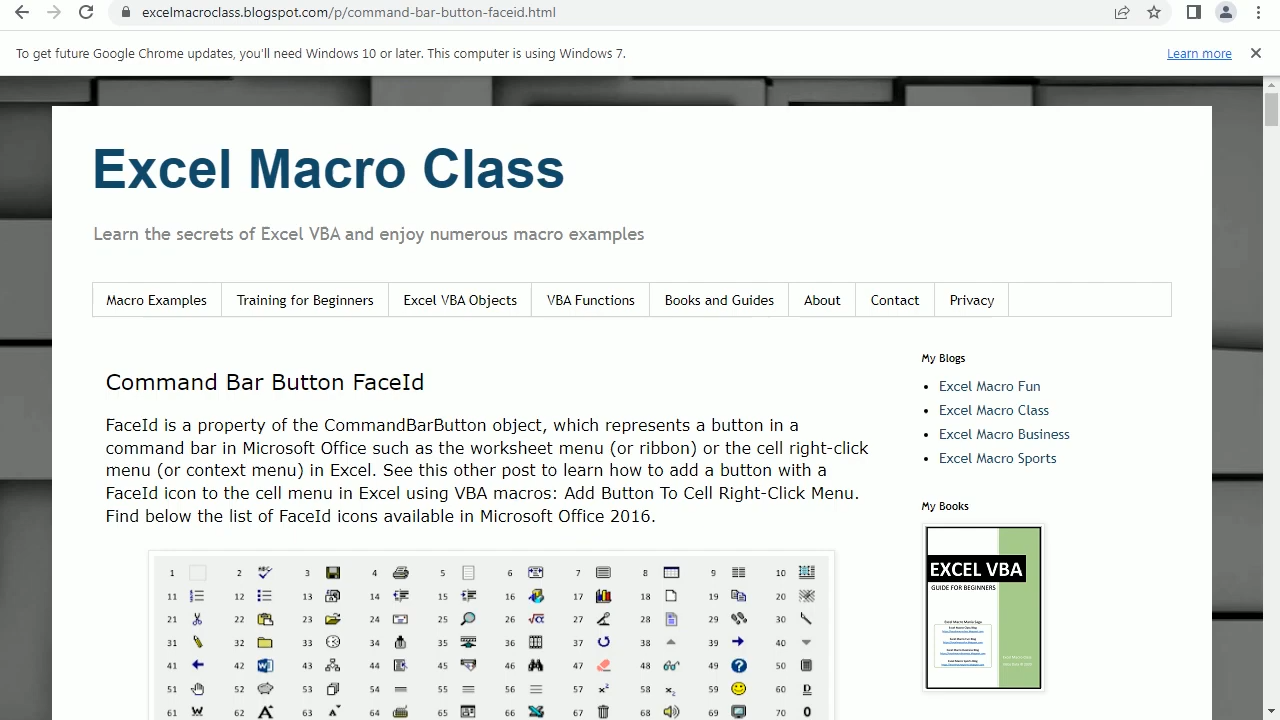 excelmacroclass.blogspot.com/p/command-bar-button-faceid.html
To get future Google Chrome updates, you'll need Windows 10 or later. This computer is using Windows 7.
Learn more
Excel Macro Class
Learn the secrets of Excel VBA and enjoy numerous macro examples
Macro Examples
Training for Beginners
Excel VBA Objects
VBA Functions
Books and Guides
About
Contact
Privacy
Command Bar Button FaceId
FaceId is a property of the CommandBarButton object, which represents a button in a
command bar in Microsoft Office such as the worksheet menu (or ribbon) or the cell right-click
menu (or context menu) in Excel. See this other post to learn how to add a button with a
FaceId icon to the cell menu in Excel using VBA macros: Add Button To Cell Right-Click Menu.
Find below the list of FaceId icons available in Microsoft Office 2016.
1 2 3 4 5 6 7 8 9 10
11 12 13 14 15 16 17 18 19 20
21 22 23 24 25 26 27 28 29 30
31 32 33 34 35 36 37 38 39 40
41 42 43 44 45 46 47 48 49 50
51 52 53 54 55 56 57 58 59 60
61 62 63 64 65 66 67 68 69 70
My Blogs
Excel Macro Fun
Excel Macro Class
Excel Macro Business
Excel Macro Sports
My Books
EXCEL VBA
GUIDE FOR BEGINNERS